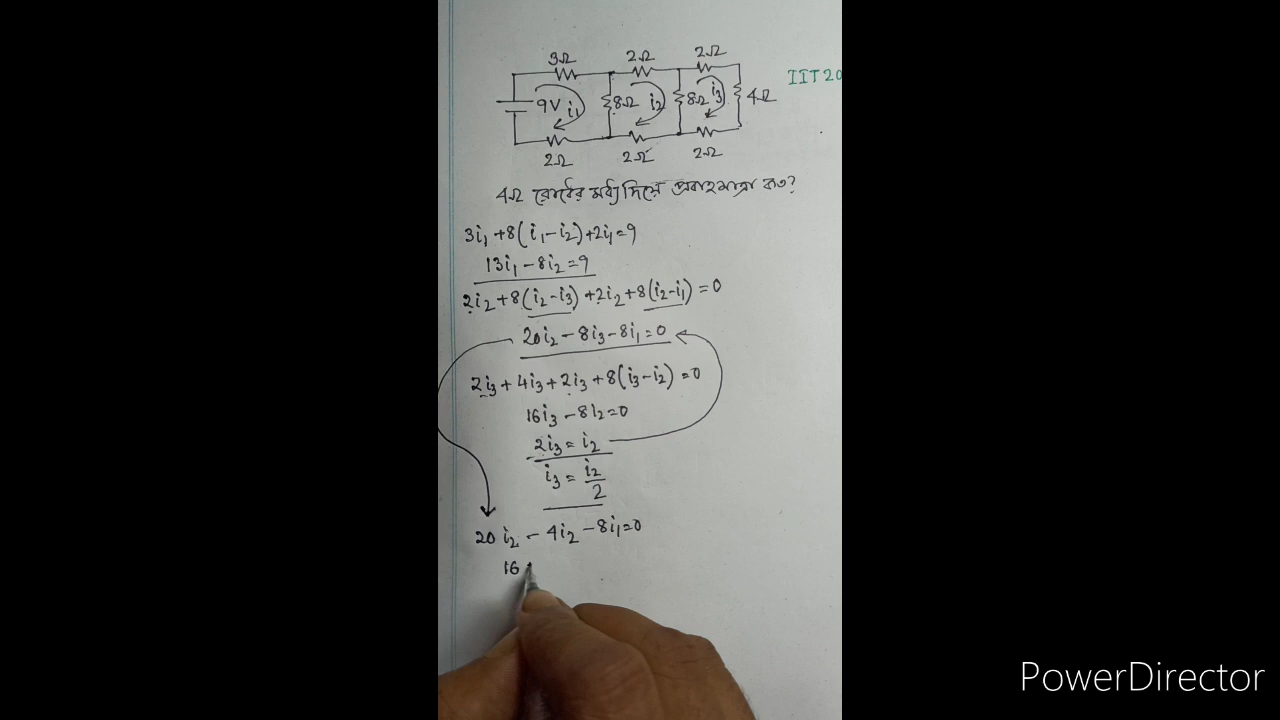 3Ω 2Ω 2Ω
IIT 20
9V i₁ 8Ω i₂ 8Ω i₃ 4Ω
2Ω 2Ω 2Ω
4Ω রোধের মধ্য দিয়ে প্রবাহমাত্রা কত?
3i₁ + 8(i₁ - i₂) + 2i₁ = 9
13i₁ - 8i₂ = 9
2i₂ + 8(i₂ - i₃) + 2i₂ + 8(i₂ - i₁) = 0
20i₂ - 8i₃ - 8i₁ = 0
2i₃ + 4i₃ + 2i₃ + 8(i₃ - i₂) = 0
16i₃ - 8i₂ = 0
2i₃ = i₂
i₃ = i₂/2
20i₂ - 4i₂ - 8i₁ = 0
16
PowerDirector